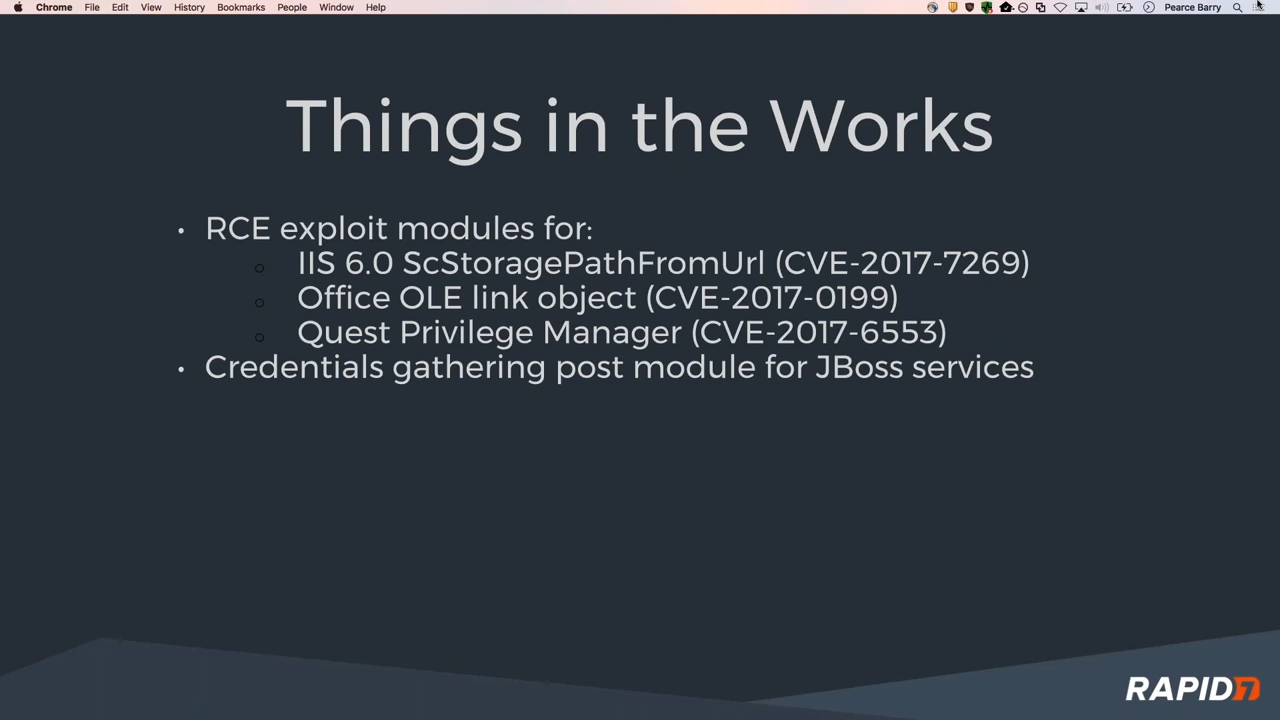 Chrome File Edit View History Bookmarks People Window Help Pearce Barry
Things in the Works
• RCE exploit modules for:
○ IIS 6.0 ScStoragePathFromUrl (CVE-2017-7269)
○ Office OLE link object (CVE-2017-0199)
○ Quest Privilege Manager (CVE-2017-6553)
• Credentials gathering post module for JBoss services
RAPID7